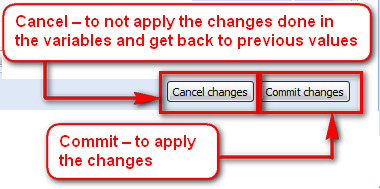 Cancel – to not apply the changes done in
the variables and get back to previous values
Cancel changes Commit changes
Commit – to apply
the changes